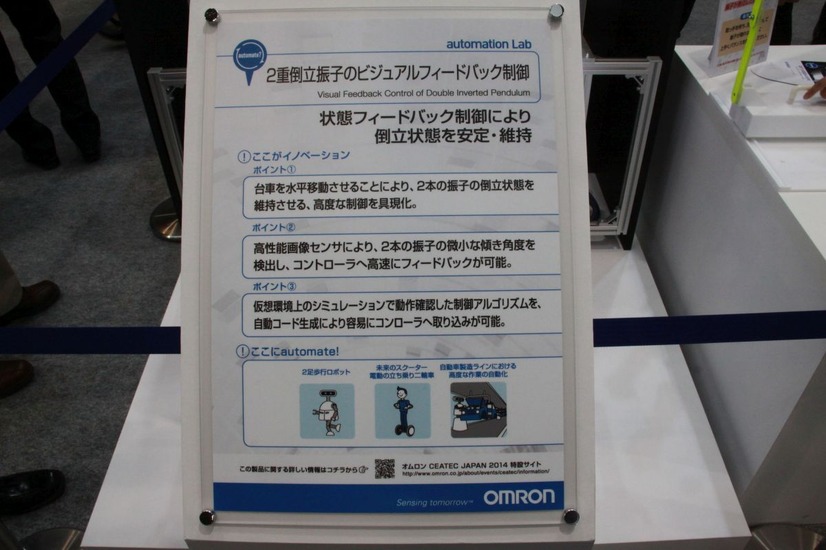 automation Lab
automate?
2重倒立振子のビジュアルフィードバック制御
Visual Feedback Control of Double Inverted Pendulum
状態フィードバック制御により
倒立状態を安定・維持
! ここがイノベーション
ポイント①
台車を水平移動させることにより、2本の振子の倒立状態を
維持させる、高度な制御を具現化。
ポイント②
高性能画像センサにより、2本の振子の微小な傾き角度を
検出し、コントローラへ高速にフィードバックが可能。
ポイント③
仮想環境上のシミュレーションで動作確認した制御アルゴリズムを、
自動コード生成により容易にコンローラへ取り込みが可能。
! ここにautomate!
2足歩行ロボット
未来のスクーター
電動の立ち乗り二輪車
自動車製造ラインにおける
高度な作業の自動化
この製品に関する詳しい情報はコチラから
オムロン CEATEC JAPAN 2014 特設サイト
http://www.omron.co.jp/about/events/ceatec/information/
Sensing tomorrow™
OMRON